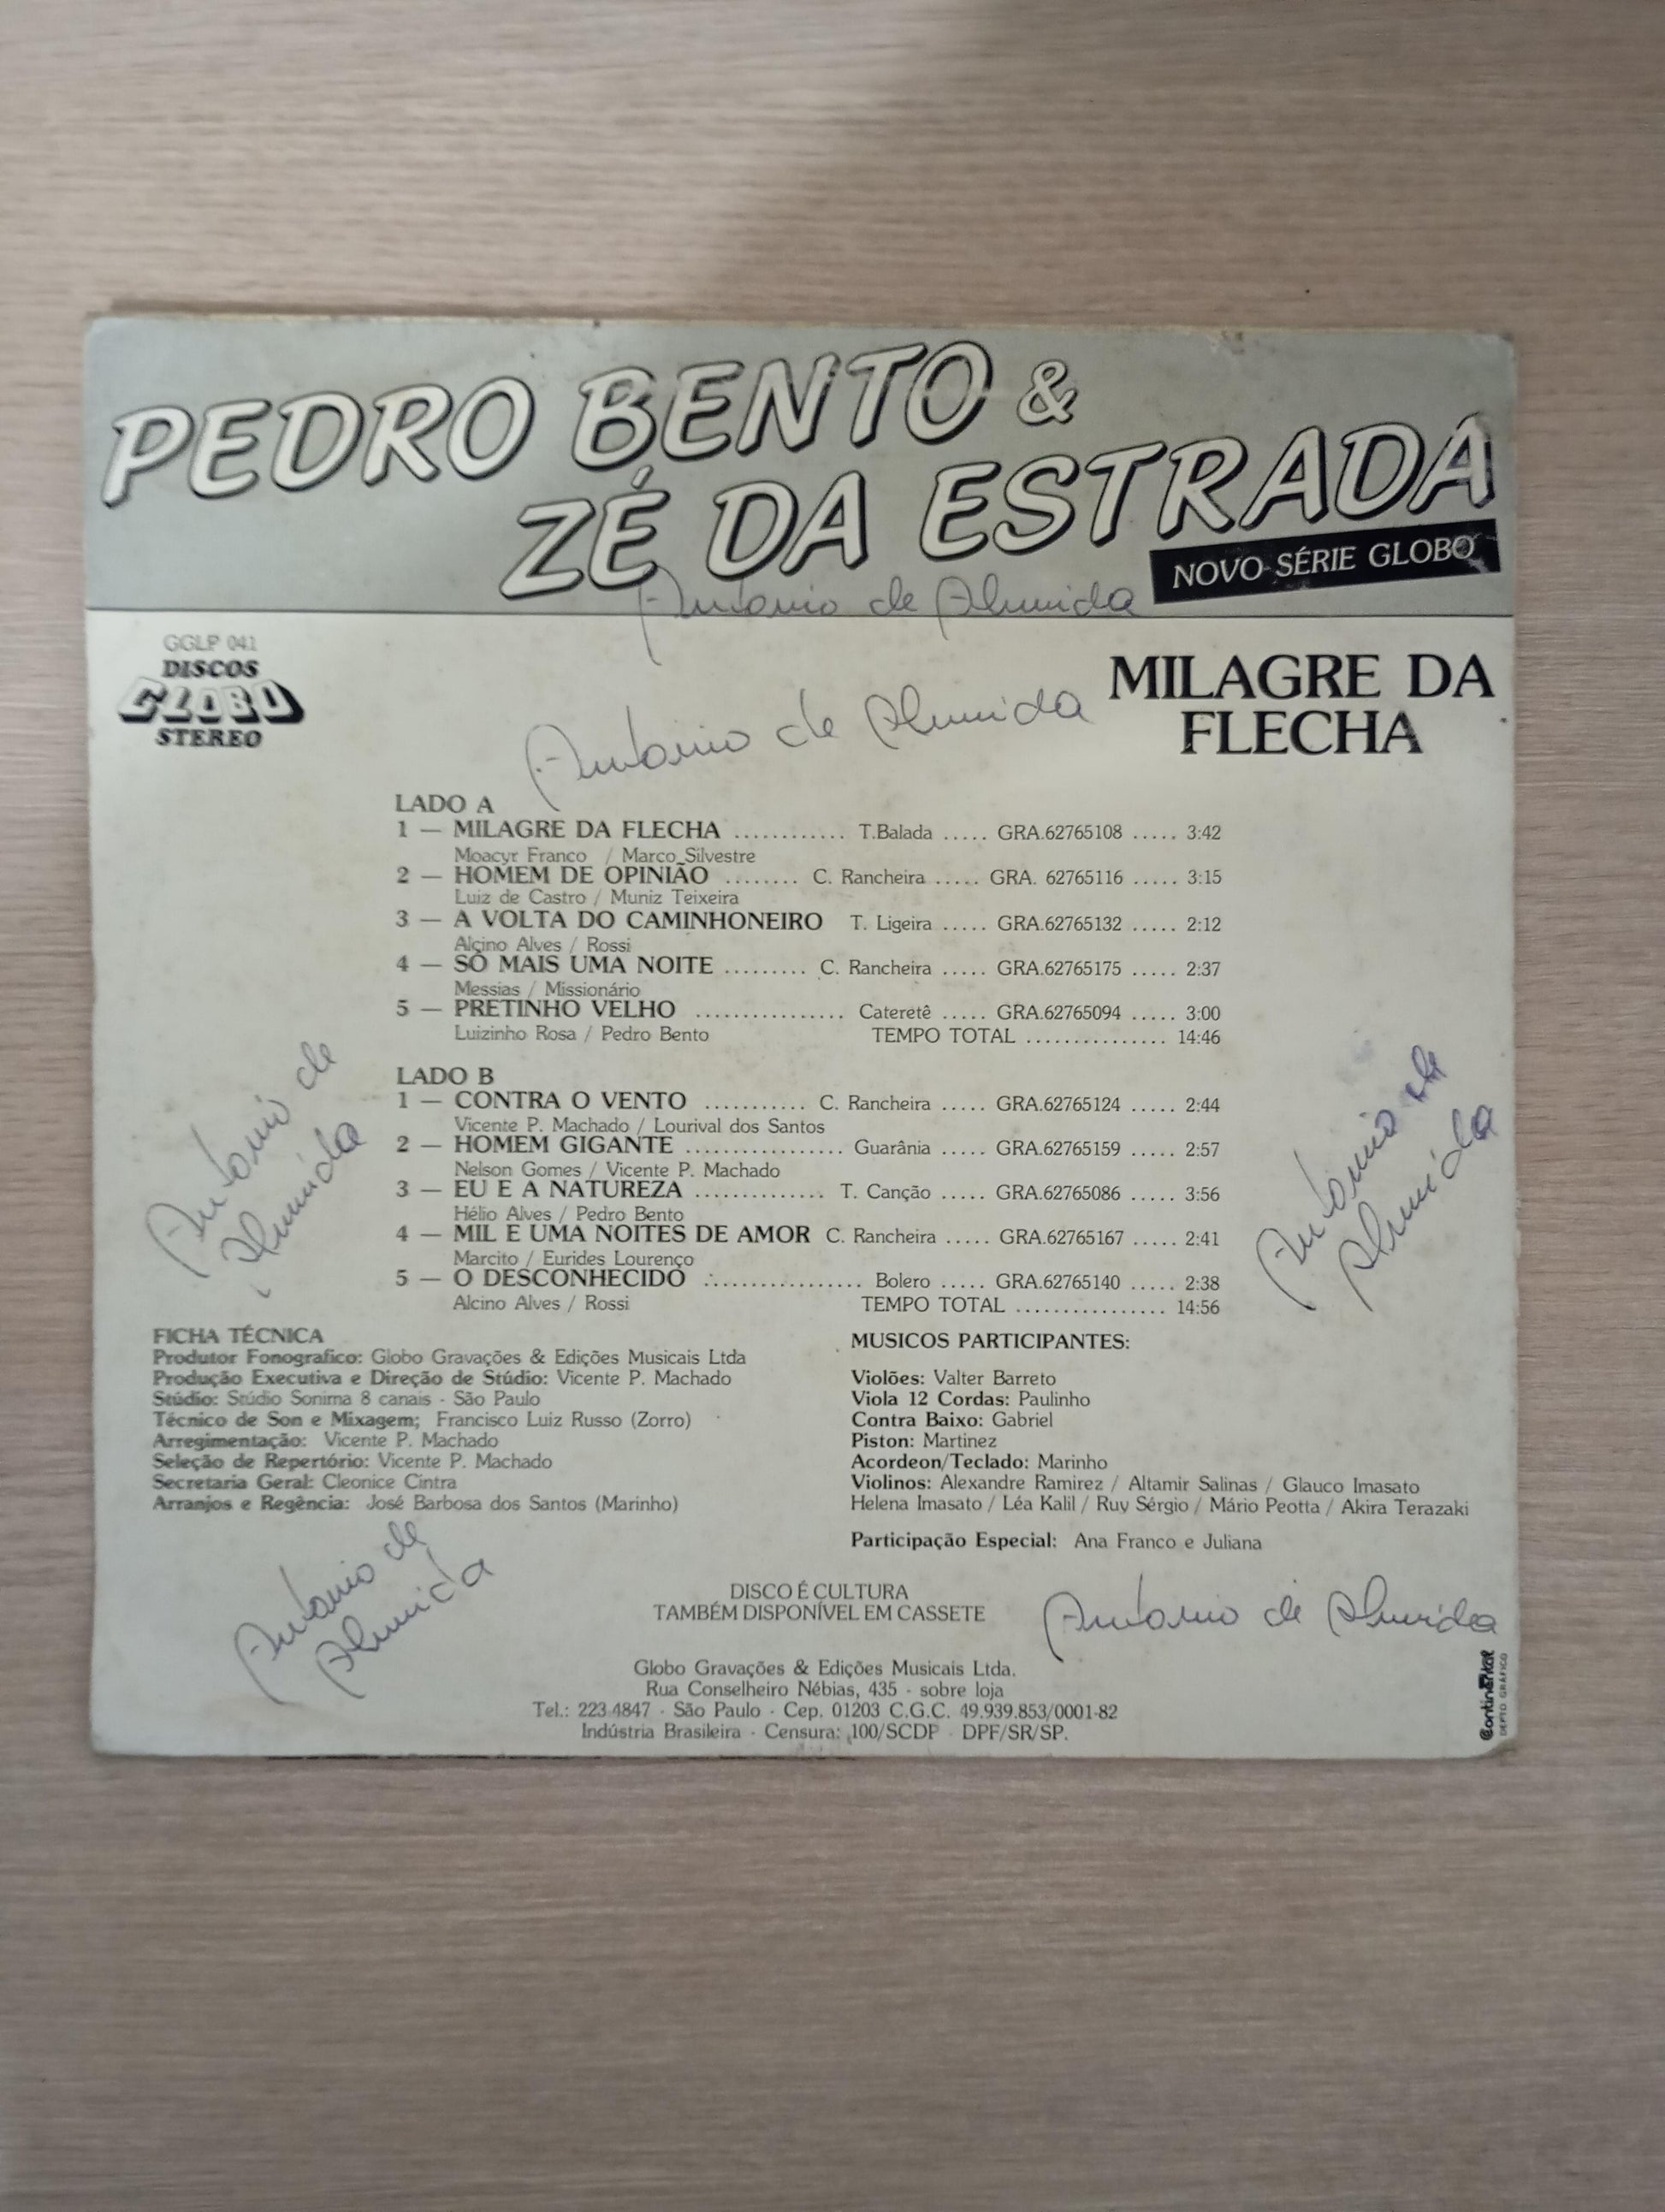 PEDRO BENTO &
ZÉ DA ESTRADA
NOVO SÉRIE GLOBO
Antonio de Almeida
GGLP 041
DISCOS
GLOBO
STEREO
MILAGRE DA
FLECHA
Antonio de Almeida
LADO A
1 — MILAGRE DA FLECHA ............ T.Balada ..... GRA.62765108 ..... 3:42
Moacyr Franco / Marco Silvestre
2 — HOMEM DE OPINIÃO ........ C. Rancheira ..... GRA. 62765116 ..... 3:15
Luiz de Castro / Muniz Teixeira
3 — A VOLTA DO CAMINHONEIRO T. Ligeira ..... GRA.62765132 ..... 2:12
Alcino Alves / Rossi
4 — SÓ MAIS UMA NOITE ......... C. Rancheira ..... GRA.62765175 ..... 2:37
Messias / Missionário
5 — PRETINHO VELHO ................ Cateretê ..... GRA.62765094 ..... 3:00
Luizinho Rosa / Pedro Bento TEMPO TOTAL ............... 14:46
LADO B
1 — CONTRA O VENTO ........... C. Rancheira ..... GRA.62765124 ..... 2:44
Vicente P. Machado / Lourival dos Santos
2 — HOMEM GIGANTE ................. Guarânia ..... GRA.62765159 ..... 2:57
Nelson Gomes / Vicente P. Machado
3 — EU E A NATUREZA .............. T. Canção ..... GRA.62765086 ..... 3:56
Hélio Alves / Pedro Bento
4 — MIL E UMA NOITES DE AMOR C. Rancheira ..... GRA.62765167 ..... 2:41
Marcito / Eurides Lourenço
5 — O DESCONHECIDO ................. Bolero ..... GRA.62765140 ..... 2:38
Alcino Alves / Rossi TEMPO TOTAL ................ 14:56
Antonio de
Almeida
Antonio de
Almeida
FICHA TÉCNICA
Produtor Fonografico: Globo Gravações & Edições Musicais Ltda
Produção Executiva e Direção de Stúdio: Vicente P. Machado
Stúdio: Stúdio Sonima 8 canais - São Paulo
Técnico de Son e Mixagem; Francisco Luiz Russo (Zorro)
Arregimentação: Vicente P. Machado
Seleção de Repertório: Vicente P. Machado
Secretaria Geral: Cleonice Cintra
Arranjos e Regência: José Barbosa dos Santos (Marinho)
MUSICOS PARTICIPANTES:
Violões: Valter Barreto
Viola 12 Cordas: Paulinho
Contra Baixo: Gabriel
Piston: Martinez
Acordeon/Teclado: Marinho
Violinos: Alexandre Ramirez / Altamir Salinas / Glauco Imasato
Helena Imasato / Léa Kalil / Ruy Sérgio / Mário Peotta / Akira Terazaki
Participação Especial: Ana Franco e Juliana
Antonio de
Almeida
DISCO É CULTURA
TAMBÉM DISPONÍVEL EM CASSETE
Antonio de Almeida
Globo Gravações & Edições Musicais Ltda.
Rua Conselheiro Nébias, 435 - sobre loja
Tel.: 223.4847 - São Paulo - Cep. 01203 C.G.C. 49.939.853/0001-82
Indústria Brasileira - Censura: 100/SCDP - DPF/SR/SP.
Continental
DEPTO GRÁFICO